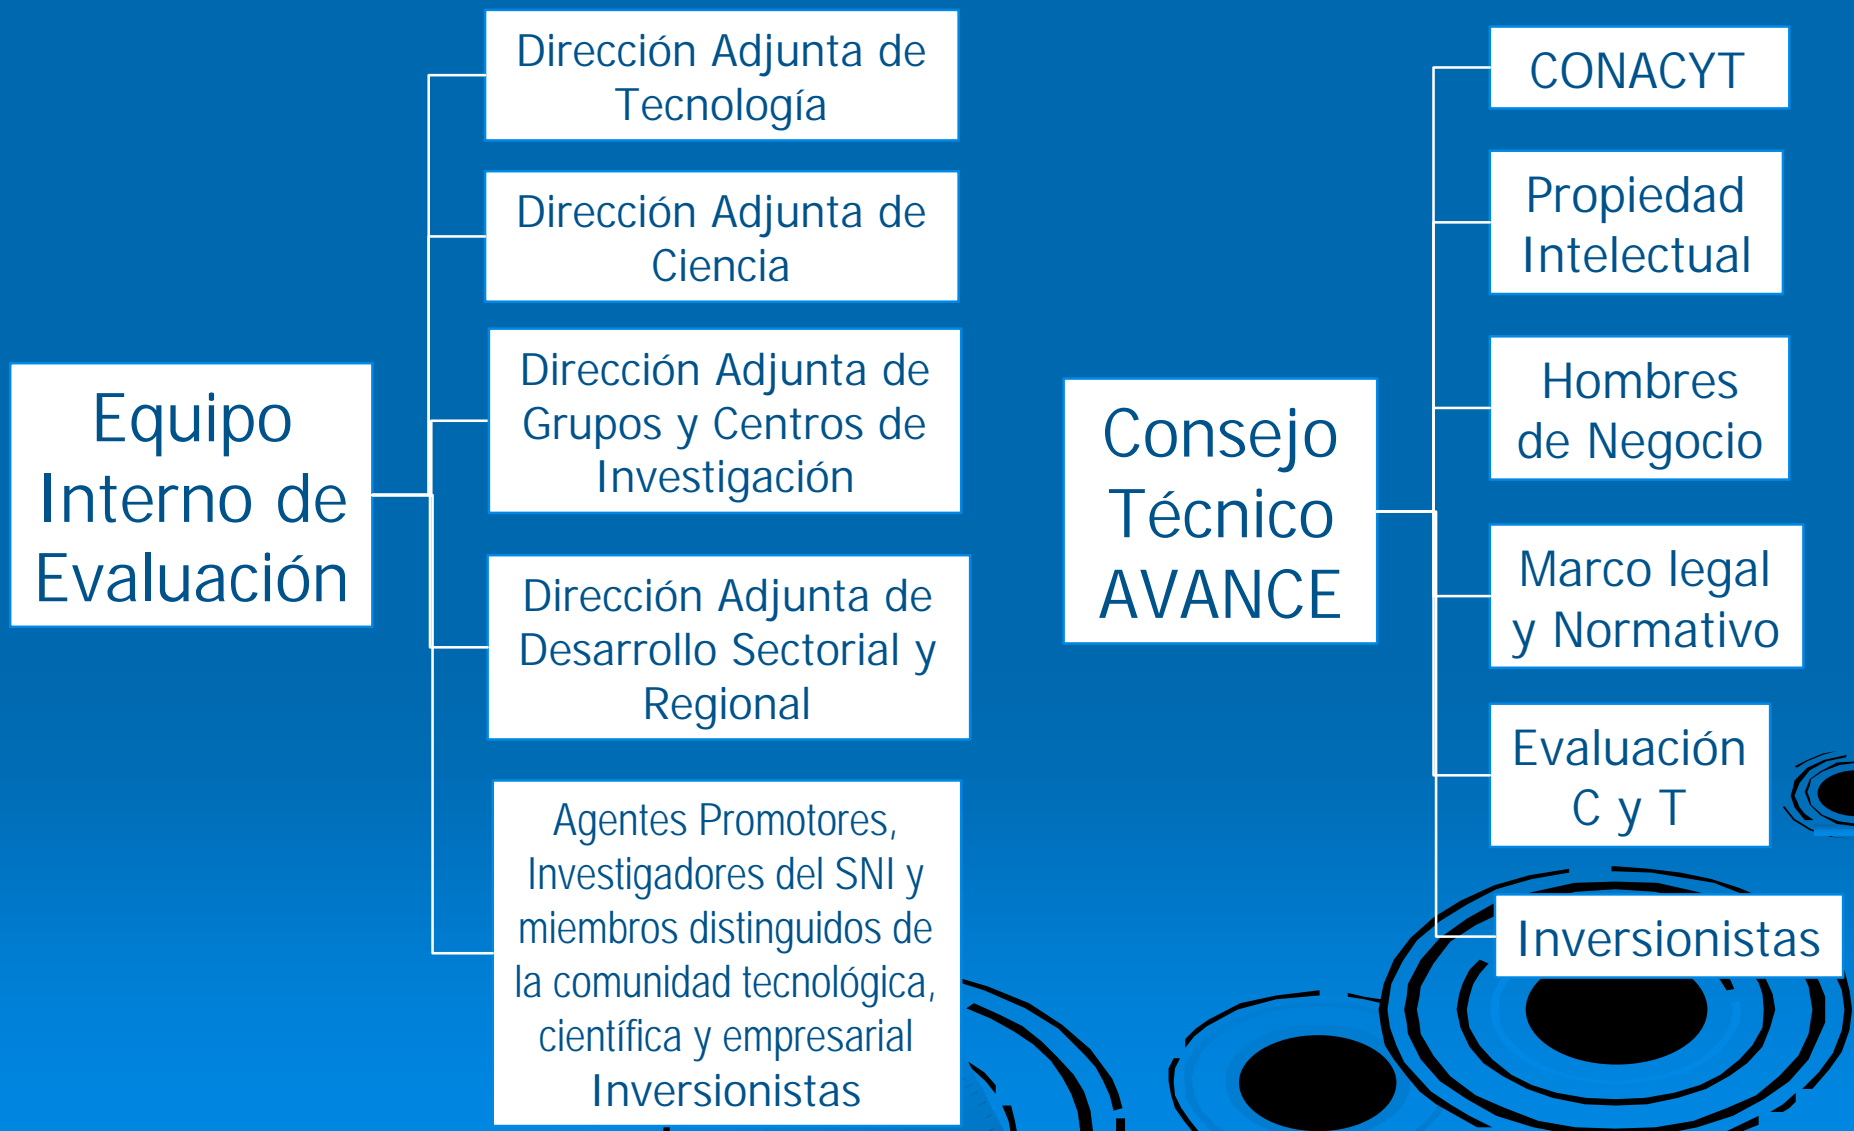 Equipo
Interno de
Evaluación
Dirección Adjunta de
Tecnología
Dirección Adjunta de
Ciencia
Dirección Adjunta de
Grupos y Centros de
Investigación
Dirección Adjunta de
Desarrollo Sectorial y
Regional
Agentes Promotores,
Investigadores del SNI y
miembros distinguidos de
la comunidad tecnológica,
científica y empresarial
Inversionistas
Consejo
Técnico
AVANCE
CONACYT
Propiedad
Intelectual
Hombres
de Negocio
Marco legal
y Normativo
Evaluación
C y T
Inversionistas